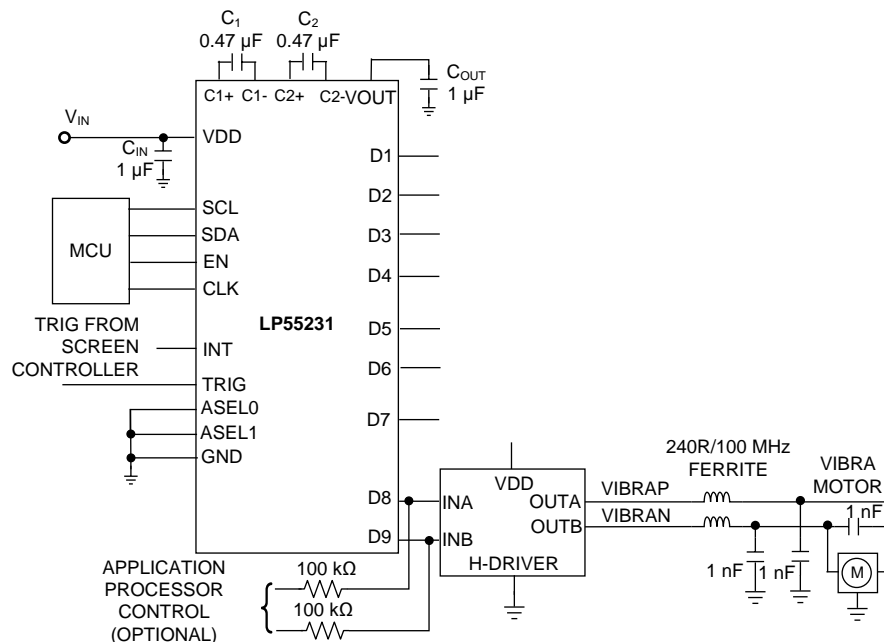 C1
0.47 µF
C2
0.47 µF
C1+
C1-
C2+
C2-
VOUT
COUT
1 µF
VIN
VDD
CIN
1 µF
D1
D2
D3
D4
D5
D6
D7
D8
D9
MCU
SCL
SDA
EN
CLK
LP55231
TRIG FROM
SCREEN
CONTROLLER
INT
TRIG
ASEL0
ASEL1
GND
VDD
INA
INB
OUTA
OUTB
H-DRIVER
VIBRAP
VIBRAN
240R/100 MHz
FERRITE
VIBRA
MOTOR
1 nF
1 nF
1 nF
M
APPLICATION
PROCESSOR
CONTROL
(OPTIONAL)
100 kΩ
100 kΩ